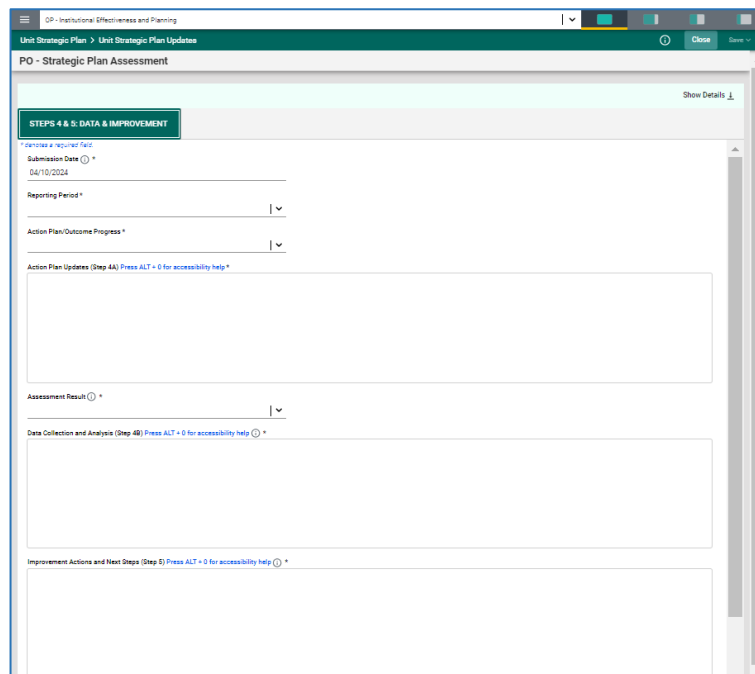 OP - Institutional Effectiveness and Planning
Unit Strategic Plan > Unit Strategic Plan Updates
Close
Save
PO - Strategic Plan Assessment
Show Details
STEPS 4 & 5: DATA & IMPROVEMENT
* denotes a required field.
Submission Date *
04/10/2024
Reporting Period *
Action Plan/Outcome Progress *
Action Plan Updates (Step 4A) Press ALT + 0 for accessibility help *
Assessment Result *
Data Collection and Analysis (Step 4B) Press ALT + 0 for accessibility help *
Improvement Actions and Next Steps (Step 5) Press ALT + 0 for accessibility help *